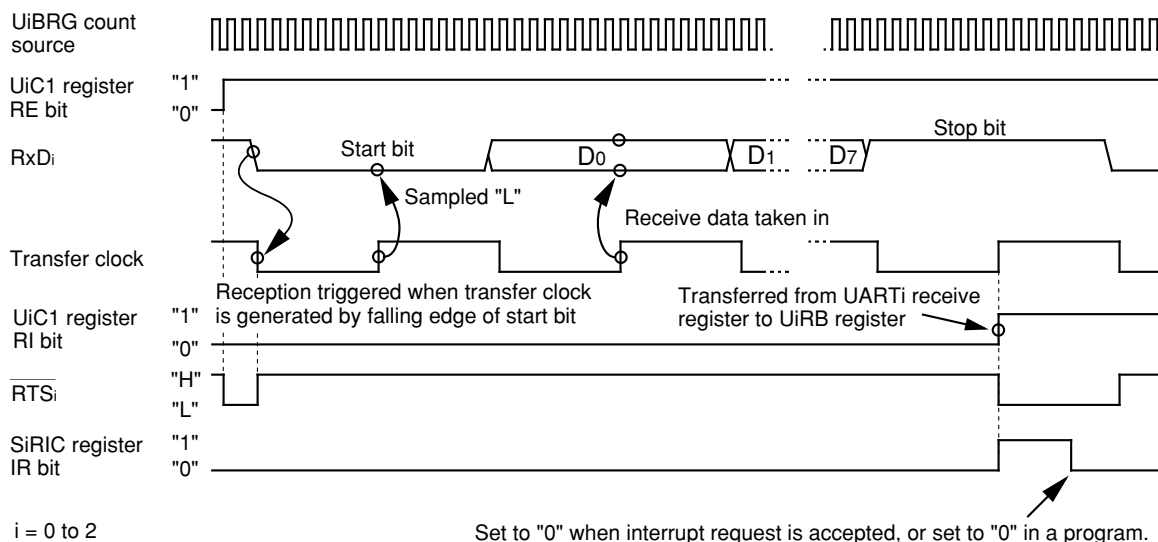 UiBRG count
source
UiC1 register
RE bit
"1"
"0"
RxDi
Start bit
D0
D1
D7
Stop bit
Sampled "L"
Receive data taken in
Transfer clock
Reception triggered when transfer clock
is generated by falling edge of start bit
Transferred from UARTi receive
register to UiRB register
UiC1 register
RI bit
"1"
"0"
RTSi
"H"
"L"
SiRIC register
IR bit
"1"
"0"
i = 0 to 2
Set to "0" when interrupt request is accepted, or set to "0" in a program.